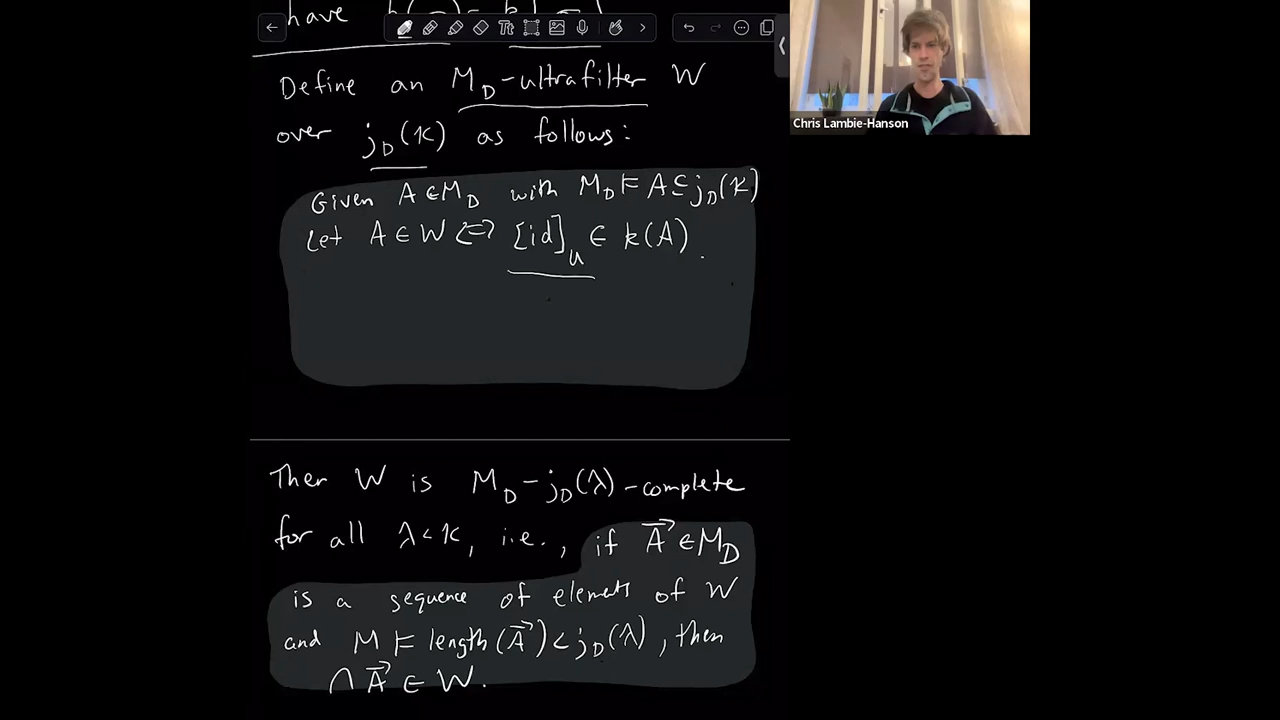 have
Define an M_D-ultrafilter W
over j_D(κ) as follows:
Given A ∈ M_D with M_D ⊨ A ⊆ j_D(κ)
Let A ∈ W ⇔ [id]_U ∈ k(A).
Then W is M_D-j_D(λ)-complete
for all λ < κ, i.e., if A⃗ ∈ M_D
is a sequence of elements of W
and M ⊨ length(A⃗) < j_D(λ), then
∩ A⃗ ∈ W.
Chris Lambie-Hanson